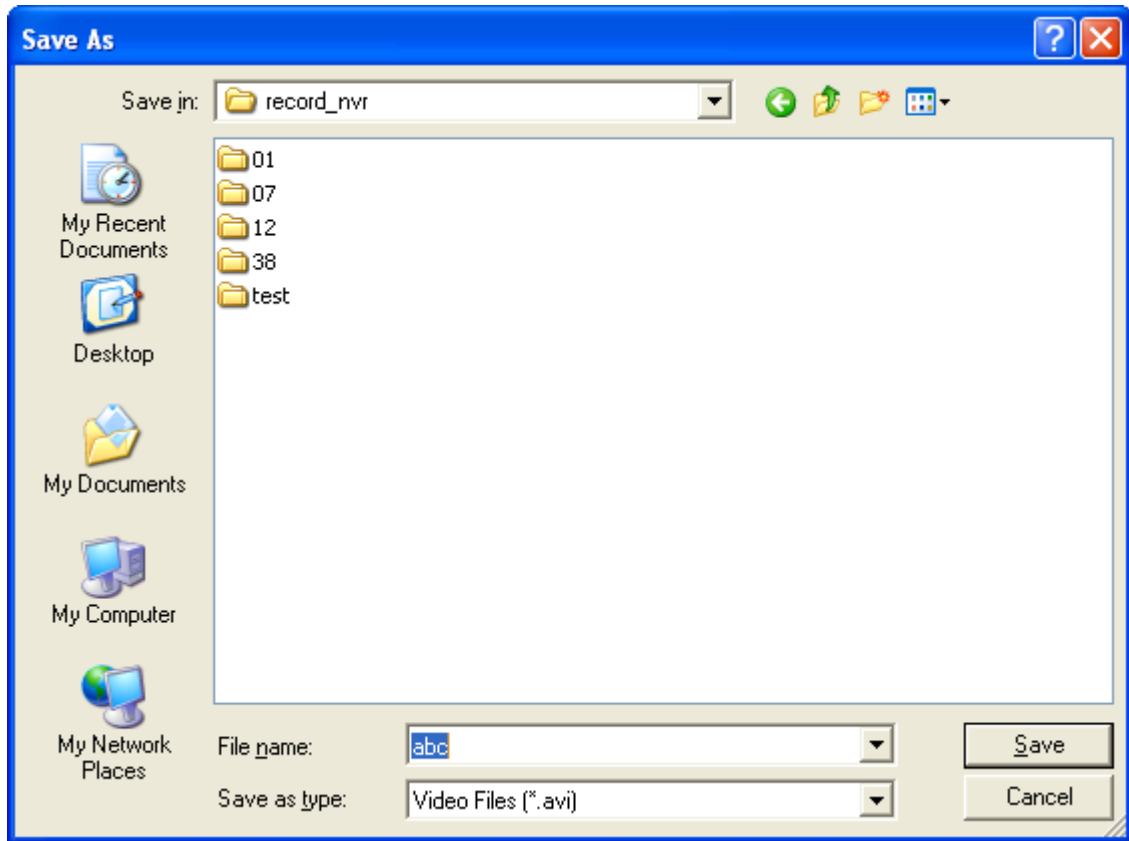 Save As
Save in: record_nvr
01
07
12
38
test
My Recent
Documents
Desktop
My Documents
My Computer
My Network
Places
File name: abc Save
Save as type: Video Files (*.avi) Cancel